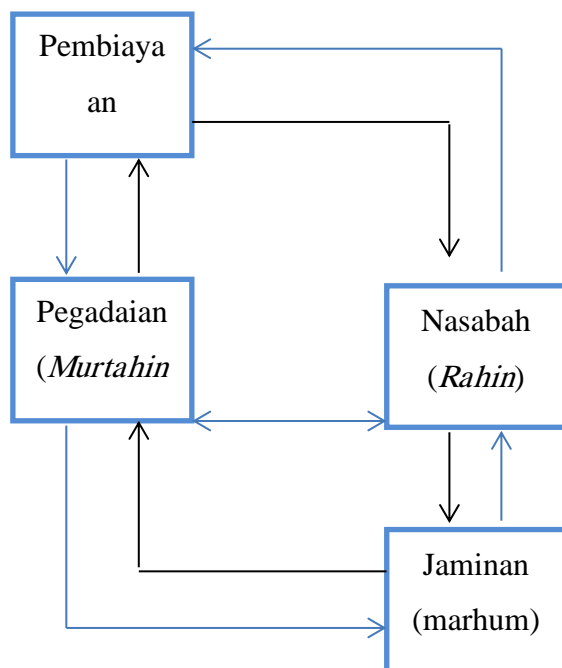 Pembiaya
an
Pegadaian
(Murtahin
Nasabah
(Rahin)
Jaminan
(marhum)